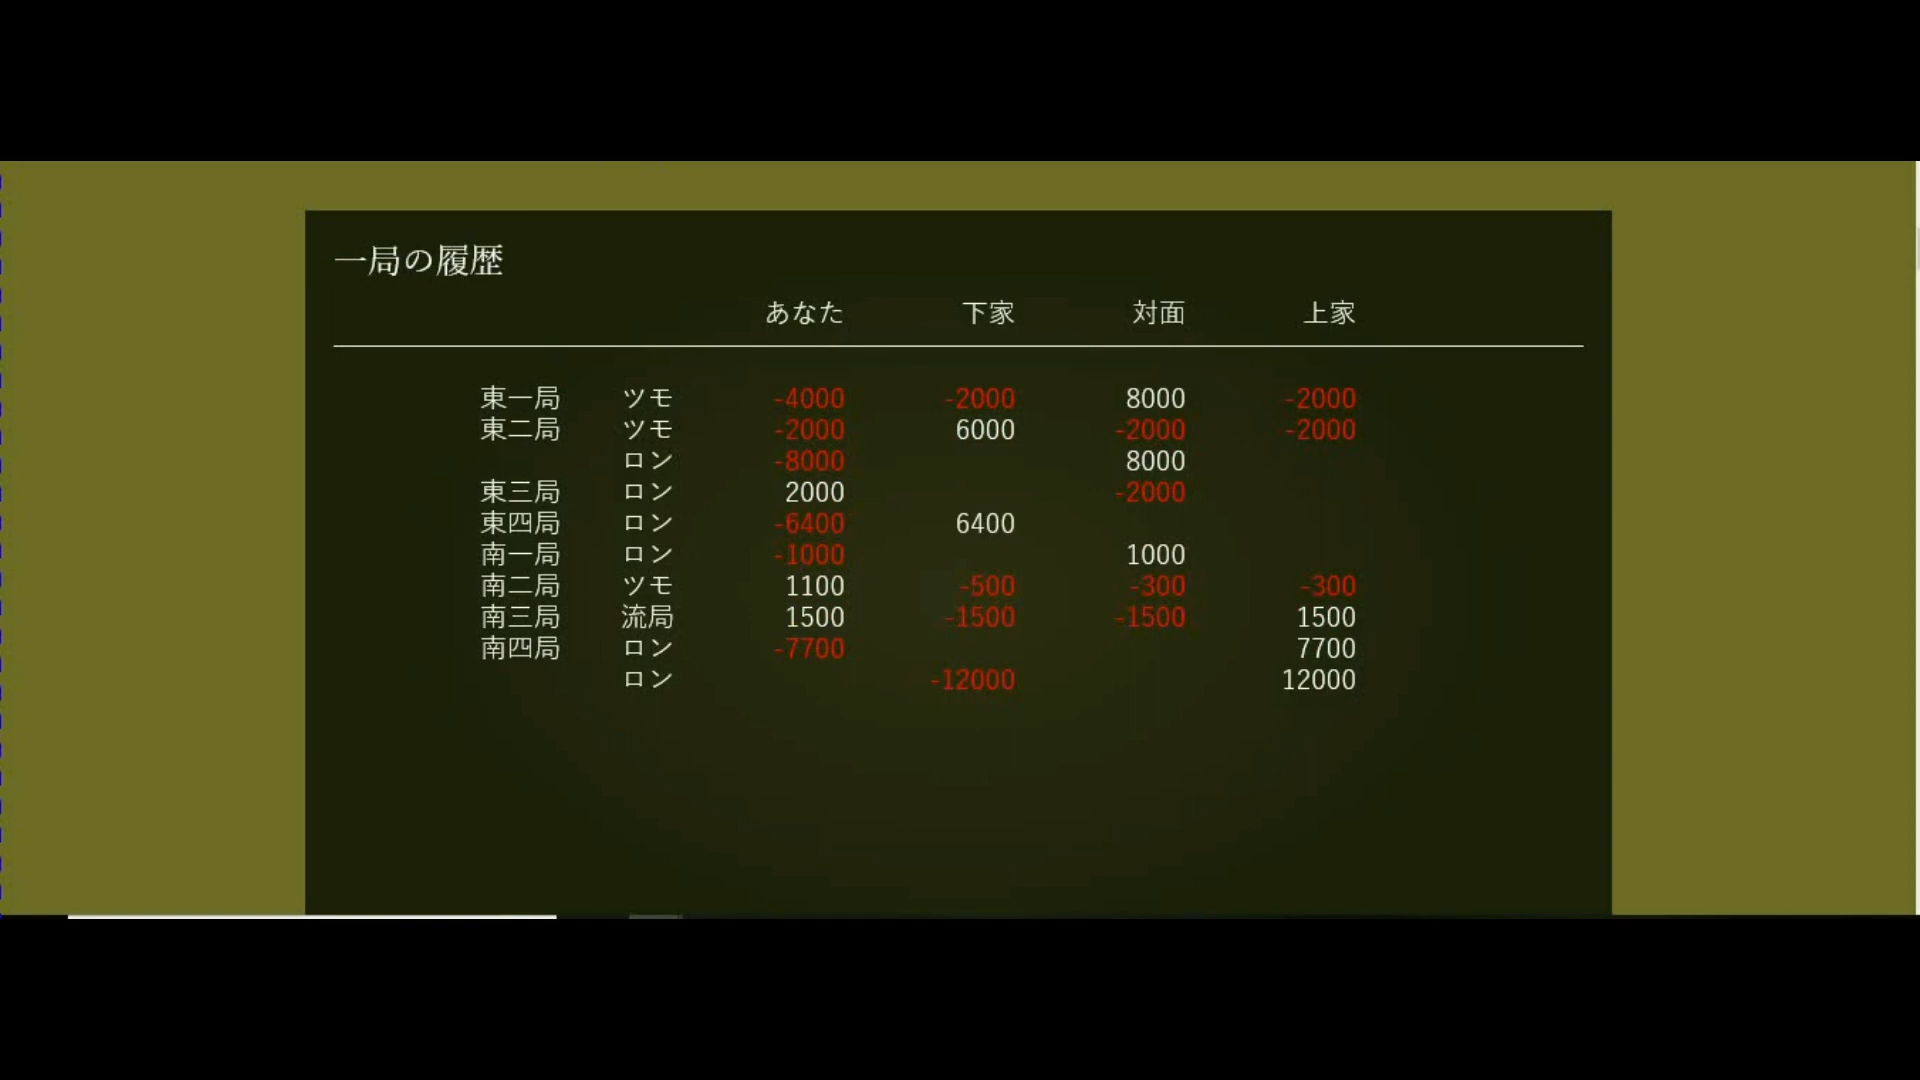 一局の履歴
あなた 下家 対面 上家
東一局 ツモ -4000 -2000 8000 -2000
東二局 ツモ -2000 6000 -2000 -2000
ロン -8000 8000
東三局 ロン 2000 -2000
東四局 ロン -6400 6400
南一局 ロン -1000 1000
南二局 ツモ 1100 -500 -300 -300
南三局 流局 1500 -1500 -1500 1500
南四局 ロン -7700 7700
ロン -12000 12000